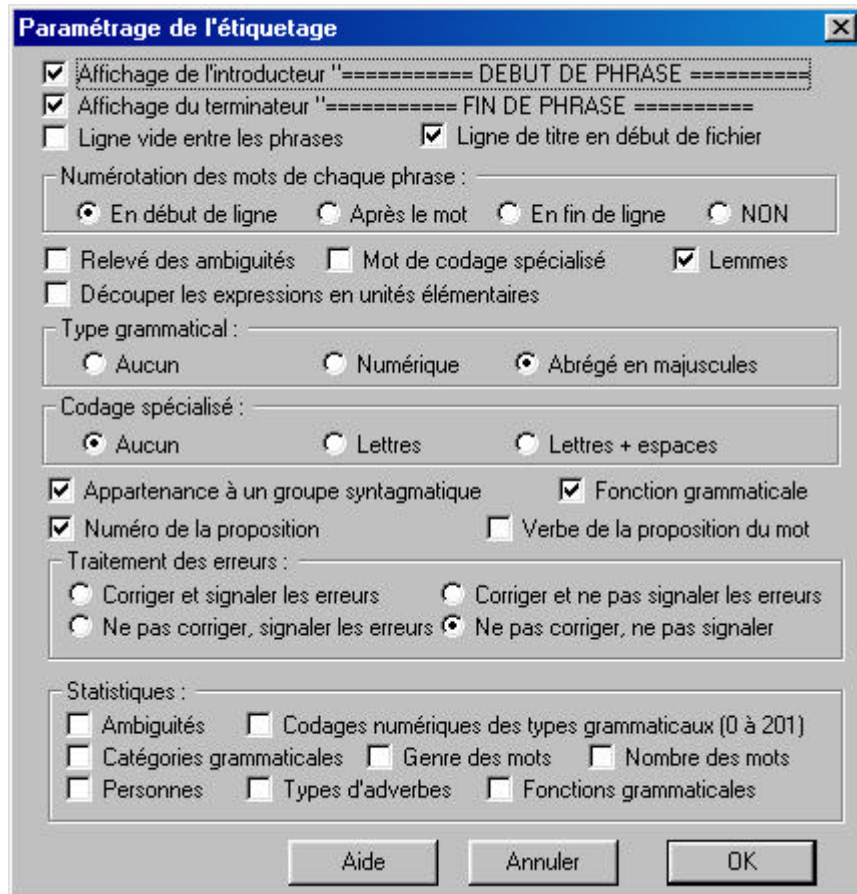 Paramétrage de l'étiquetage
Affichage de l'introducteur "=========== DEBUT DE PHRASE ==========
Affichage du terminateur "=========== FIN DE PHRASE ==========
Ligne vide entre les phrases Ligne de titre en début de fichier
Numérotation des mots de chaque phrase :
En début de ligne Après le mot En fin de ligne NON
Relevé des ambiguités Mot de codage spécialisé Lemmes
Découper les expressions en unités élémentaires
Type grammatical :
Aucun Numérique Abrégé en majuscules
Codage spécialisé :
Aucun Lettres Lettres + espaces
Appartenance à un groupe syntagmatique Fonction grammaticale
Numéro de la proposition Verbe de la proposition du mot
Traitement des erreurs :
Corriger et signaler les erreurs Corriger et ne pas signaler les erreurs
Ne pas corriger, signaler les erreurs Ne pas corriger, ne pas signaler
Statistiques :
Ambiguités Codages numériques des types grammaticaux (0 à 201)
Catégories grammaticales Genre des mots Nombre des mots
Personnes Types d'adverbes Fonctions grammaticales
Aide Annuler OK